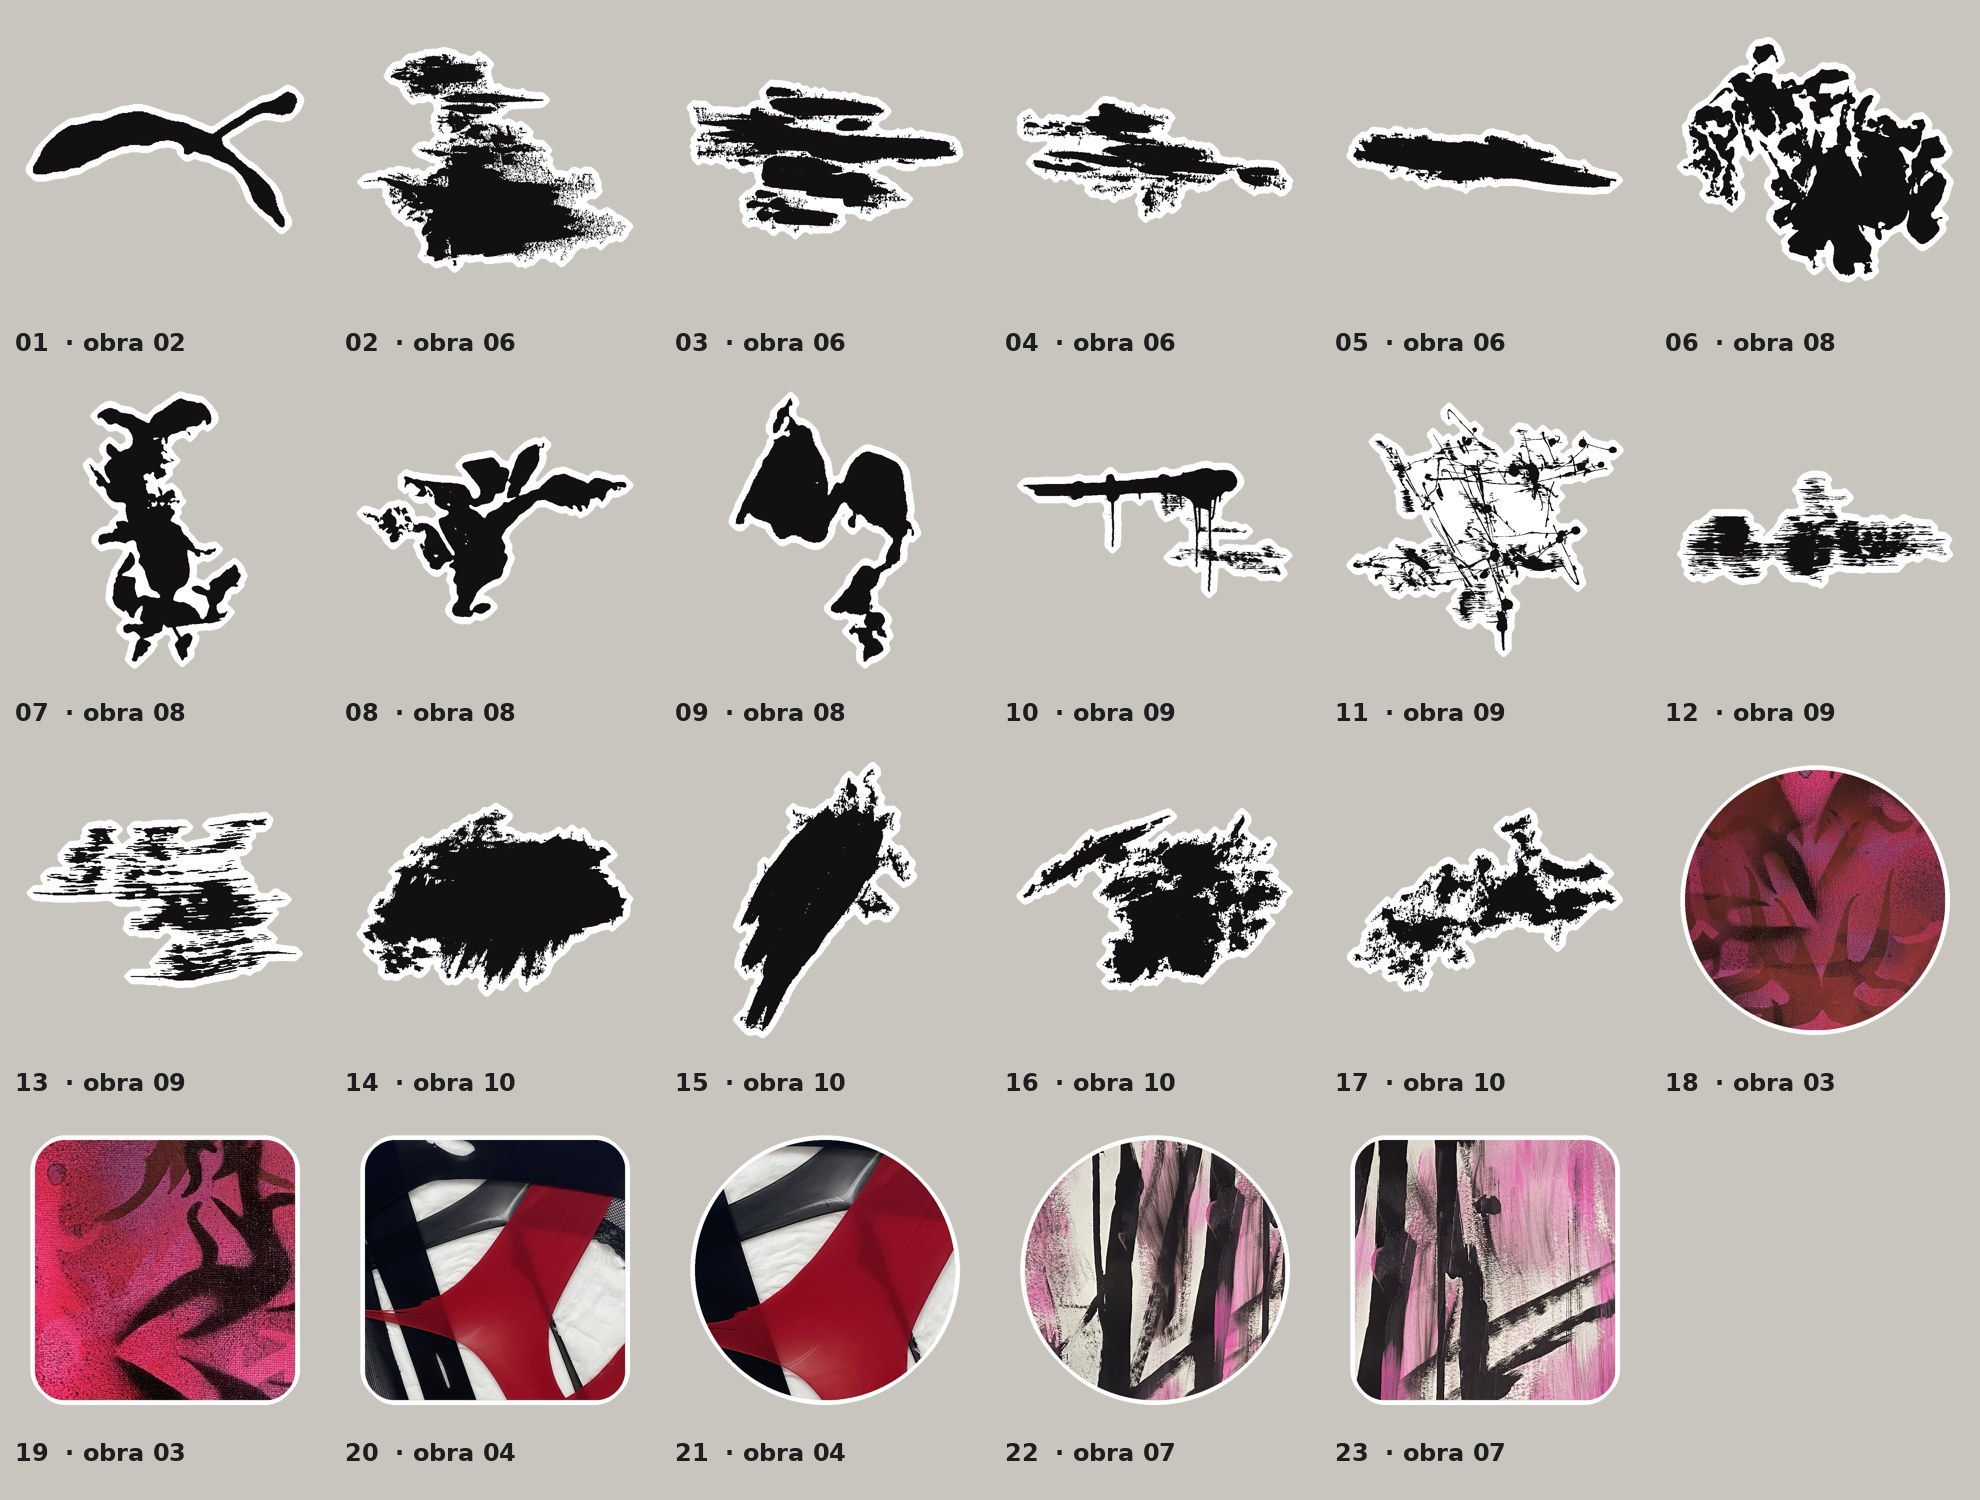 01 · obra 02
02 · obra 06
03 · obra 06
04 · obra 06
05 · obra 06
06 · obra 08
07 · obra 08
08 · obra 08
09 · obra 08
10 · obra 09
11 · obra 09
12 · obra 09
13 · obra 09
14 · obra 10
15 · obra 10
16 · obra 10
17 · obra 10
18 · obra 03
19 · obra 03
20 · obra 04
21 · obra 04
22 · obra 07
23 · obra 07